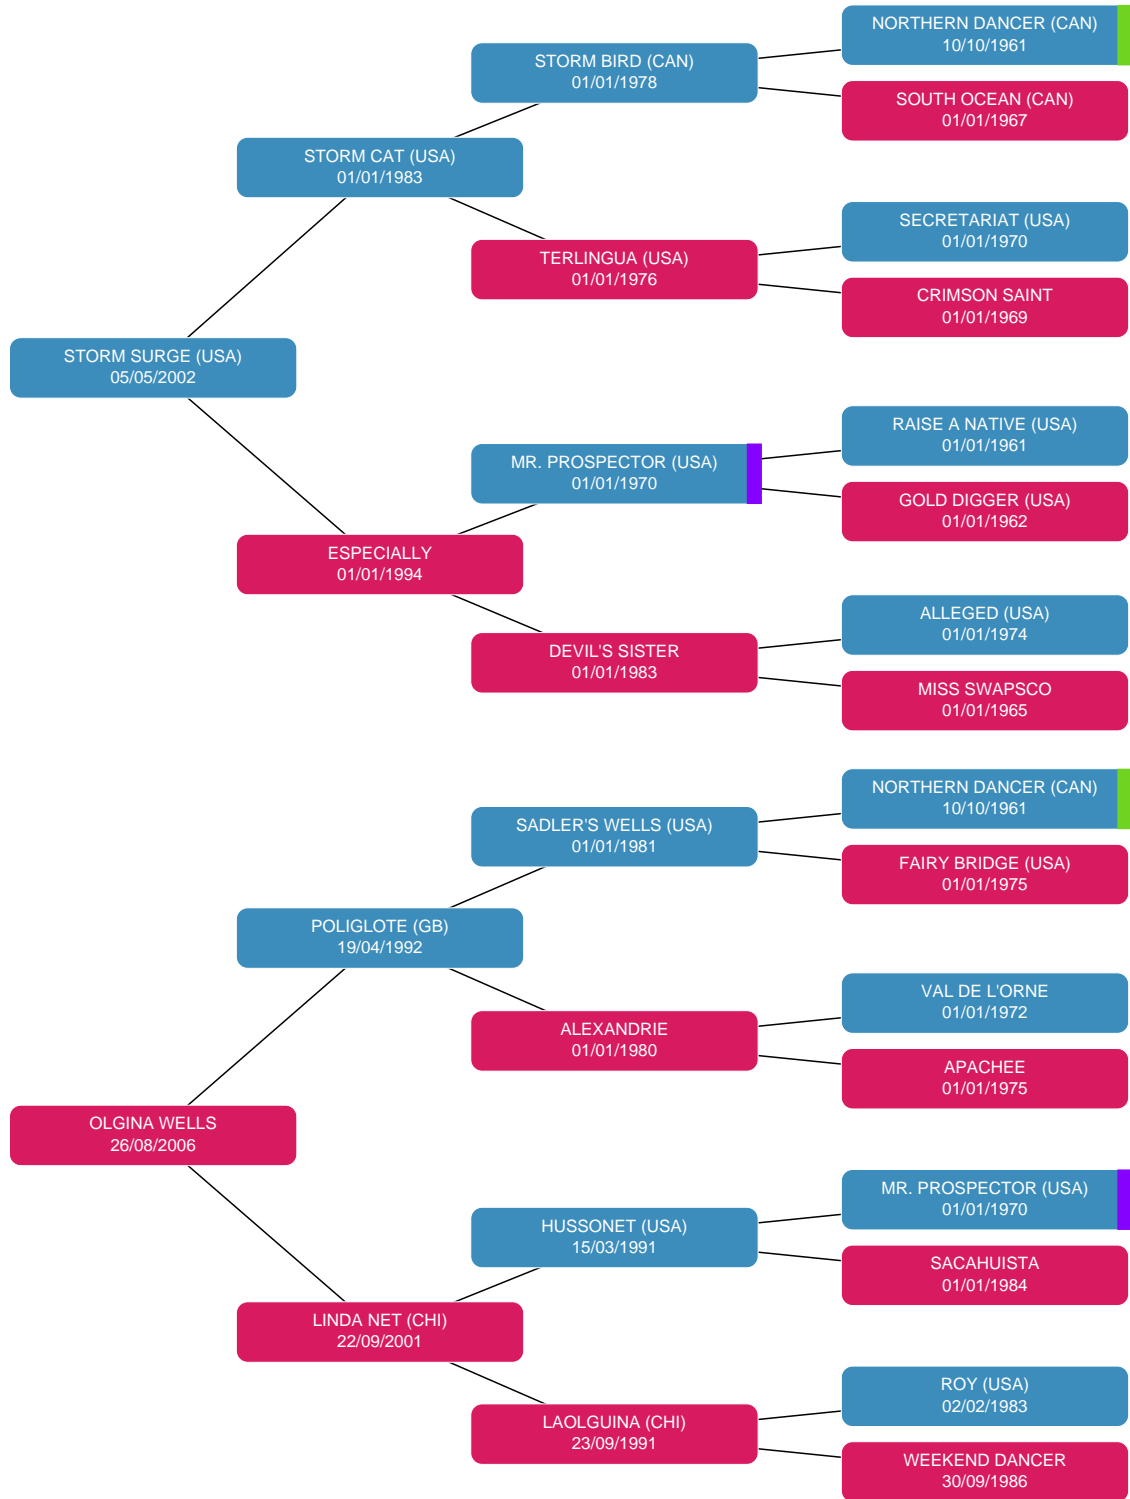 NORTHERN DANCER (CAN)
10/10/1961
STORM BIRD (CAN)
01/01/1978
SOUTH OCEAN (CAN)
01/01/1967
STORM CAT (USA)
01/01/1983
SECRETARIAT (USA)
01/01/1970
TERLINGUA (USA)
01/01/1976
CRIMSON SAINT
01/01/1969
STORM SURGE (USA)
05/05/2002
RAISE A NATIVE (USA)
01/01/1961
MR. PROSPECTOR (USA)
01/01/1970
GOLD DIGGER (USA)
01/01/1962
ESPECIALLY
01/01/1994
ALLEGED (USA)
01/01/1974
DEVIL'S SISTER
01/01/1983
MISS SWAPSCO
01/01/1965
NORTHERN DANCER (CAN)
10/10/1961
SADLER'S WELLS (USA)
01/01/1981
FAIRY BRIDGE (USA)
01/01/1975
POLIGLOTE (GB)
19/04/1992
VAL DE L'ORNE
01/01/1972
ALEXANDRIE
01/01/1980
APACHEE
01/01/1975
OLGINA WELLS
26/08/2006
MR. PROSPECTOR (USA)
01/01/1970
HUSSONET (USA)
15/03/1991
SACAHUISTA
01/01/1984
LINDA NET (CHI)
22/09/2001
ROY (USA)
02/02/1983
LAOLGUINA (CHI)
23/09/1991
WEEKEND DANCER
30/09/1986